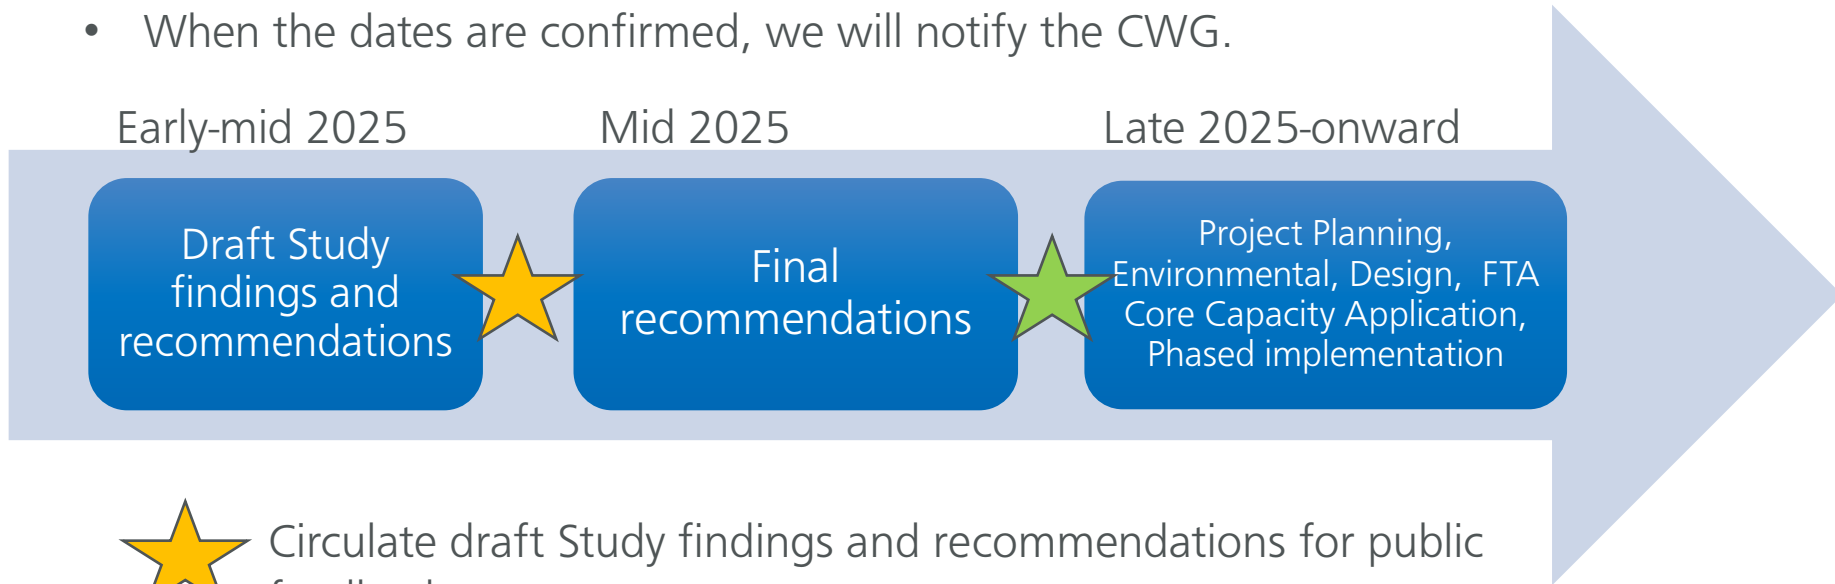 • When the dates are confirmed, we will notify the CWG.
Early-mid 2025
Mid 2025
Late 2025-onward
Draft Study
findings and
recommendations
Final
recommendations
Project Planning,
Environmental, Design, FTA
Core Capacity Application,
Phased implementation
Circulate draft Study findings and recommendations for public